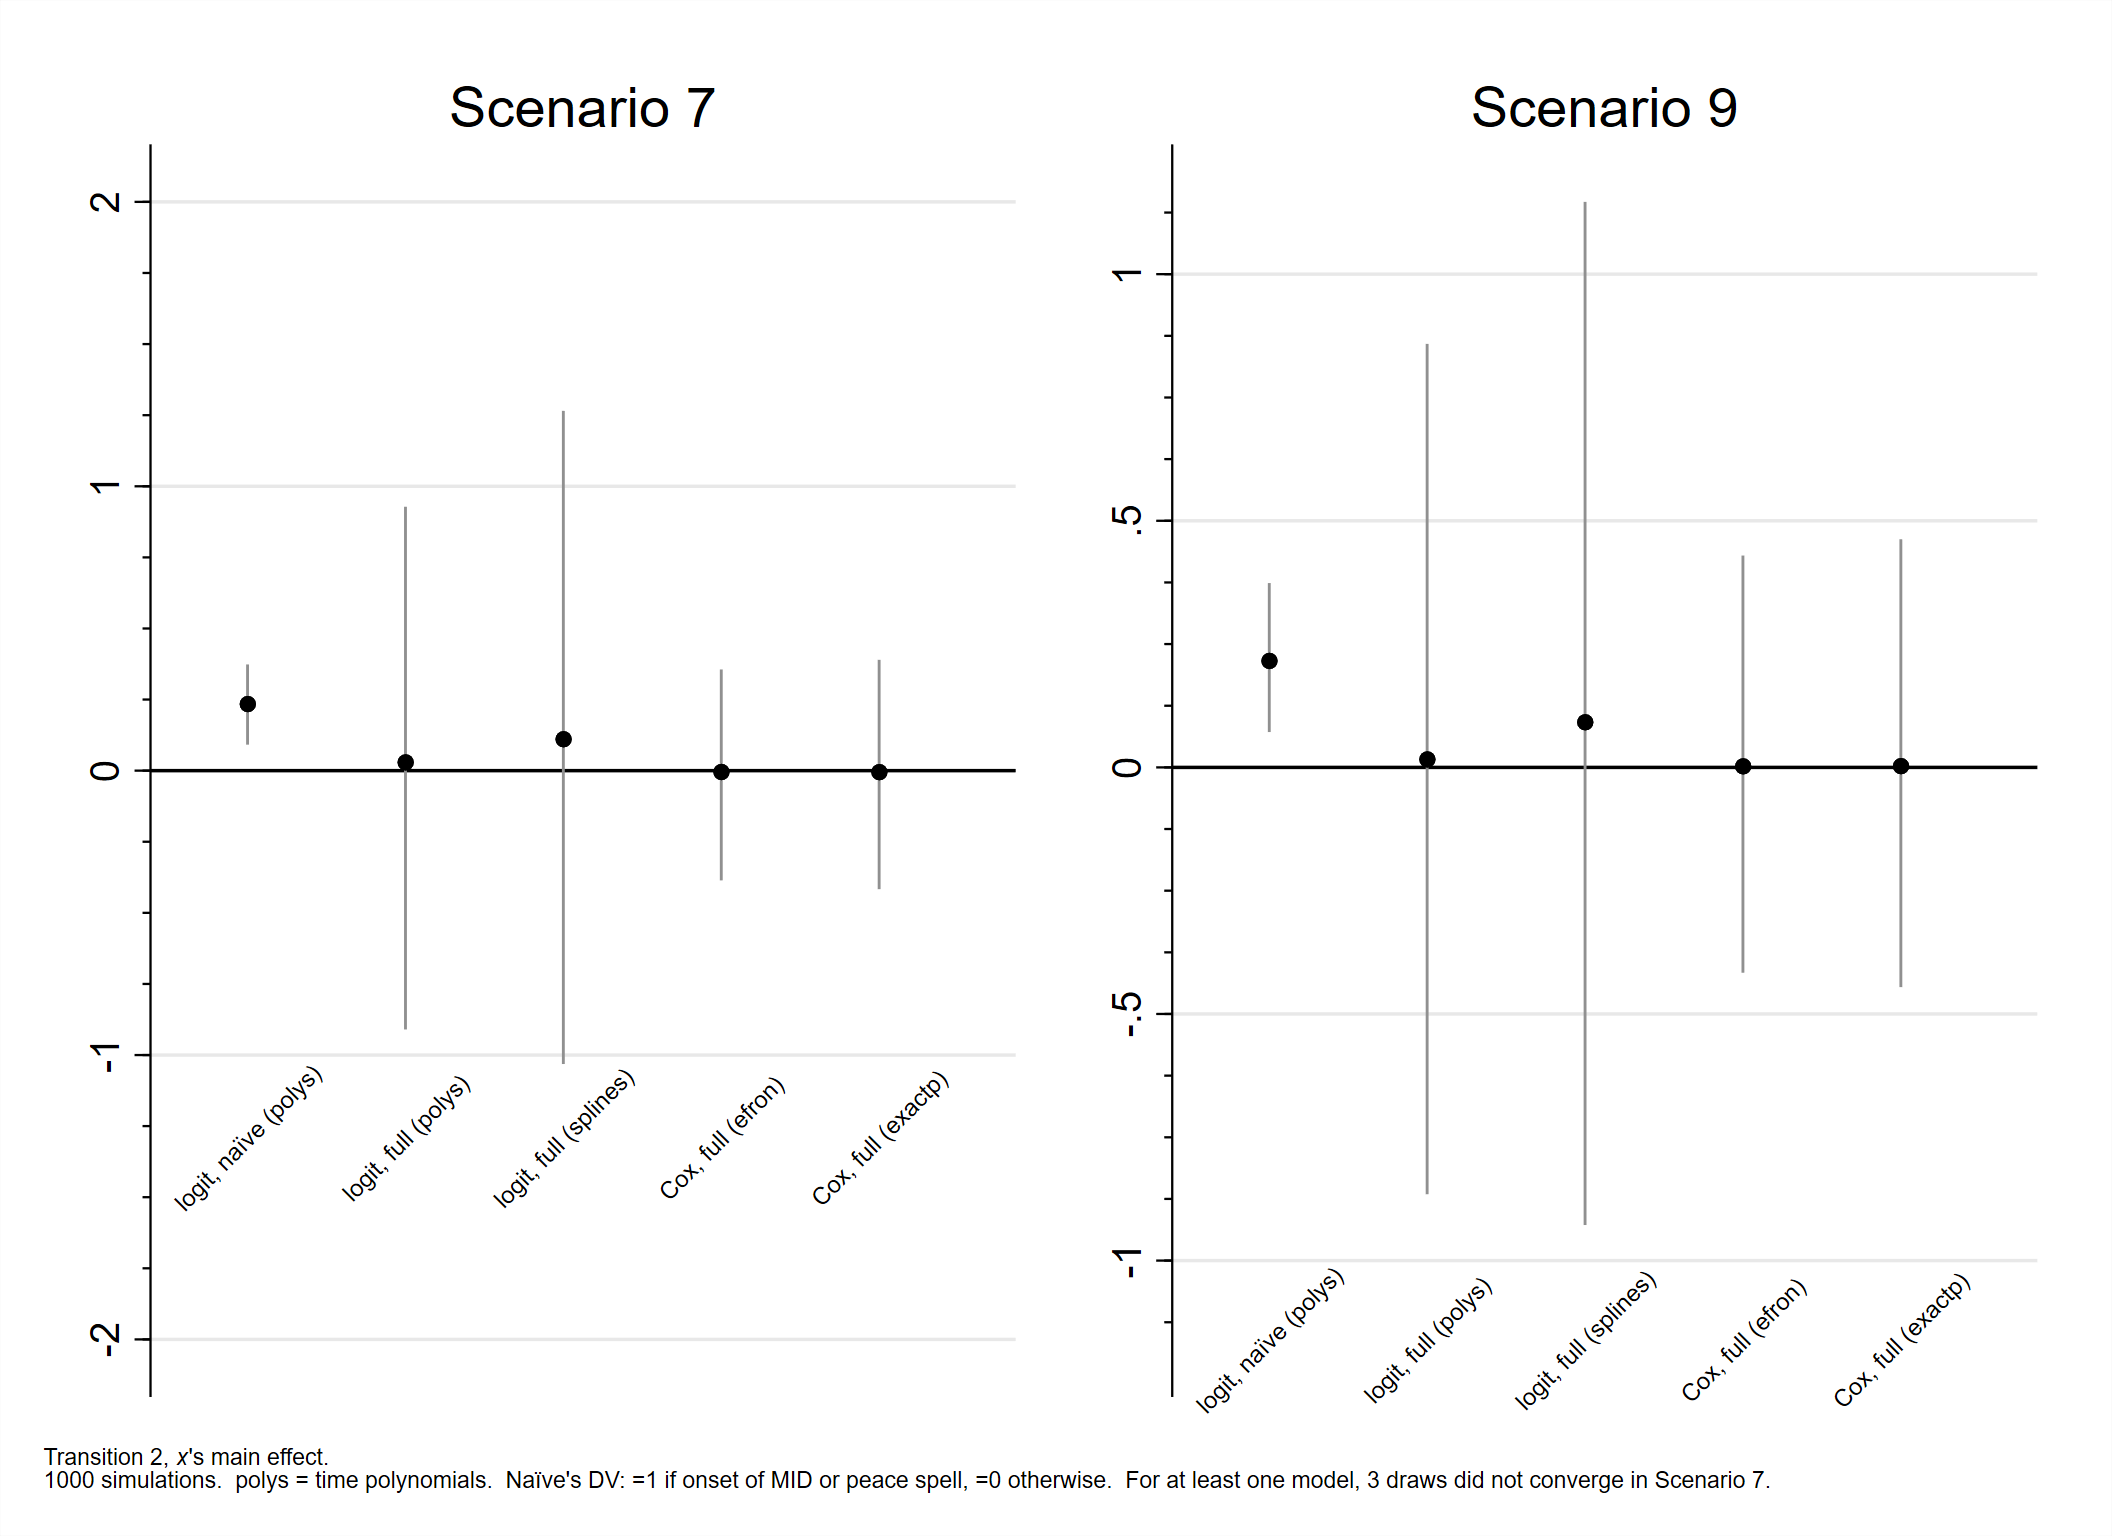 Scenario 7
2
1
0
-1
-2
logit, naïve (polys)
logit, full (polys)
logit, full (splines)
Cox, full (efron)
Cox, full (exactp)
Scenario 9
1
.5
0
-.5
-1
logit, naïve (polys)
logit, full (polys)
logit, full (splines)
Cox, full (efron)
Cox, full (exactp)
Transition 2, x's main effect.
1000 simulations.  polys = time polynomials.  Naïve's DV: =1 if onset of MID or peace spell, =0 otherwise.  For at least one model, 3 draws did not converge in Scenario 7.